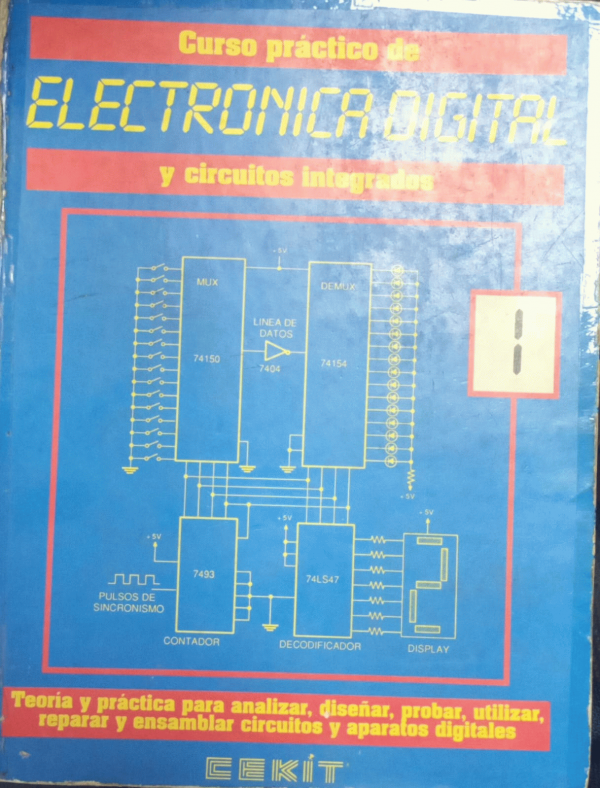 Curso práctico de
ELECTRONICA DIGITAL
y circuitos integrados
+5V
MUX
DEMUX
LINEA DE
DATOS
74150
7404
74154
1
+5V
+5V
+5V
+5V
7493
74LS47
2
PULSOS DE
SINCRONISMO
CONTADOR
DECODIFICADOR
DISPLAY
Teoría y práctica para analizar, diseñar, probar, utilizar,
reparar y ensamblar circuitos y aparatos digitales
CEKIT